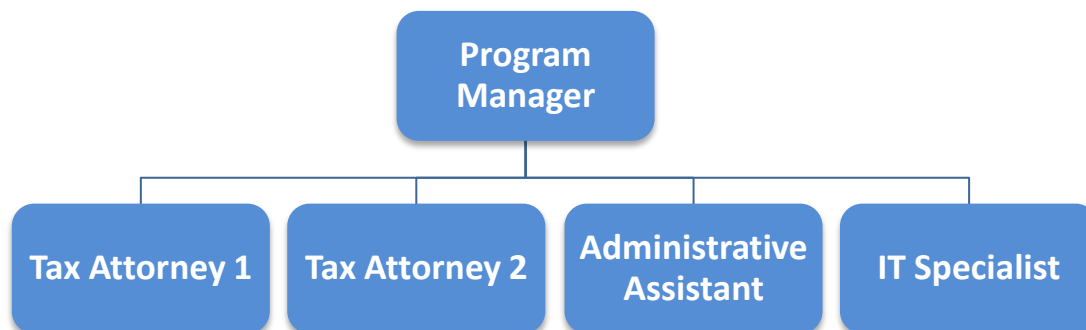 Program
Manager
Tax Attorney 1
Tax Attorney 2
Administrative
Assistant
IT Specialist